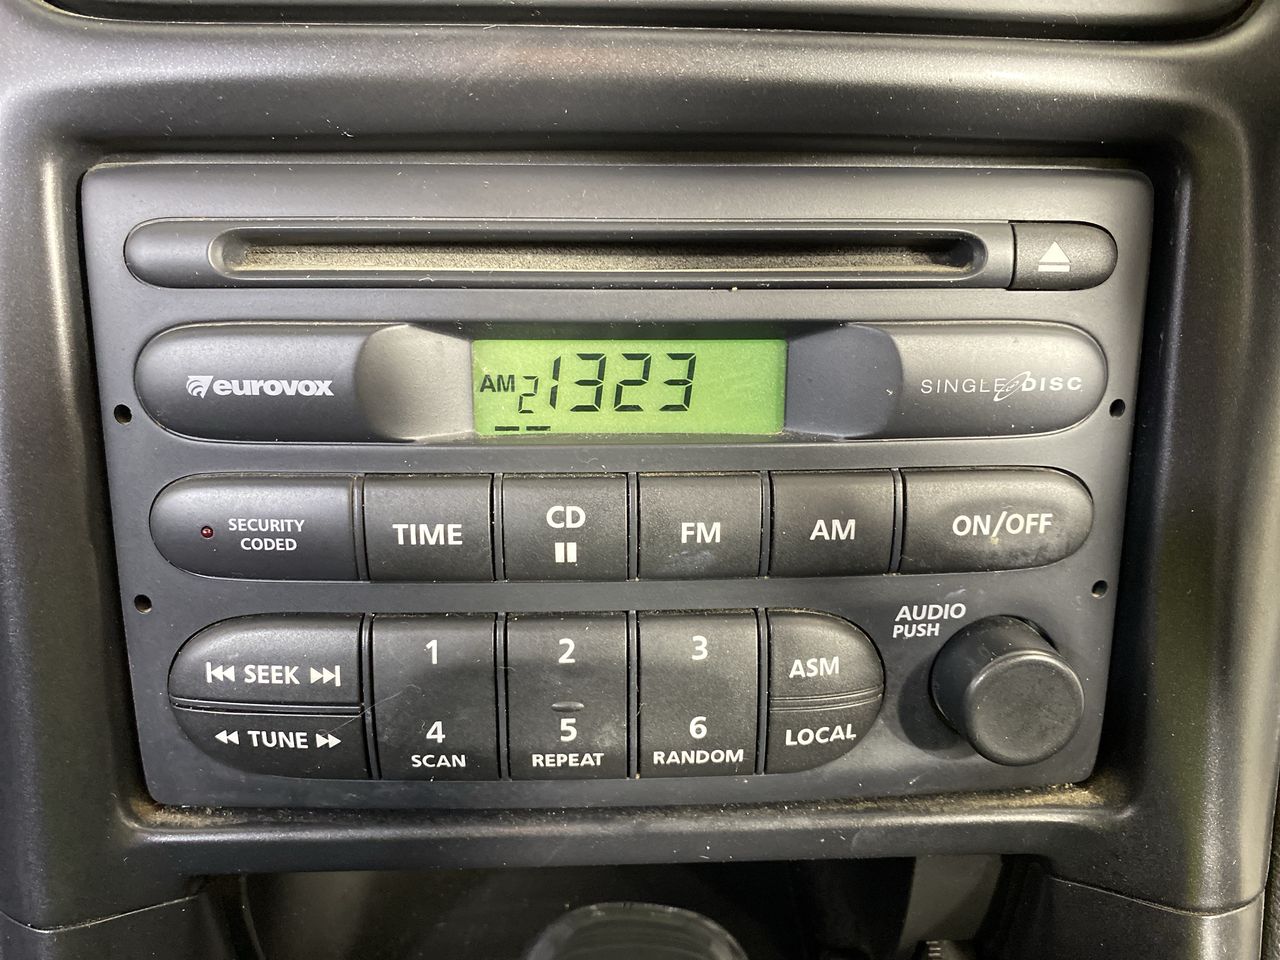 eurovox
AM 2 1323
SINGLE DISC
SECURITY
CODED
TIME
CD
FM
AM
ON/OFF
AUDIO
PUSH
SEEK
TUNE
1
4
SCAN
2
5
REPEAT
3
6
RANDOM
ASM
LOCAL